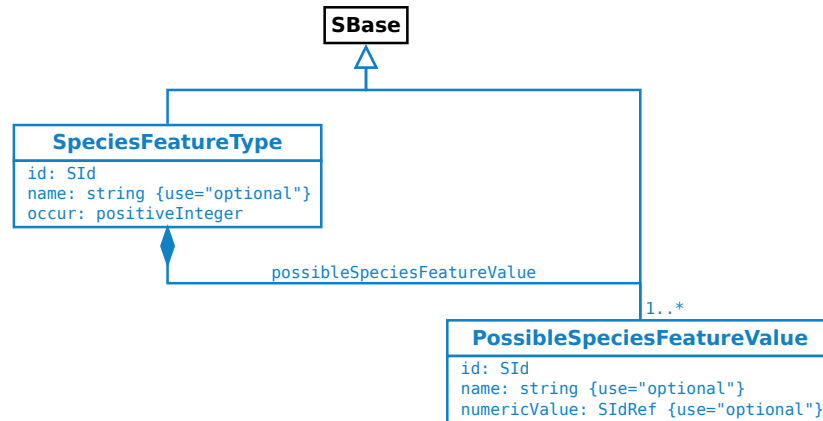 SBase
SpeciesFeatureType
id: SId
name: string {use="optional"}
occur: positiveInteger
possibleSpeciesFeatureValue
1..*
PossibleSpeciesFeatureValue
id: SId
name: string {use="optional"}
numericValue: SIdRef {use="optional"}